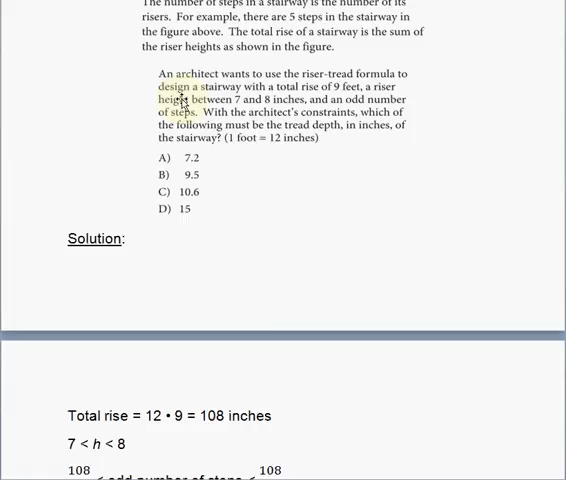 The number of steps in a stairway is the number of its
risers. For example, there are 5 steps in the stairway in
the figure above. The total rise of a stairway is the sum of
the riser heights as shown in the figure.
An architect wants to use the riser-tread formula to
design a stairway with a total rise of 9 feet, a riser
height between 7 and 8 inches, and an odd number
of steps. With the architect's constraints, which of
the following must be the tread depth, in inches, of
the stairway? (1 foot = 12 inches)
A) 7.2
B) 9.5
C) 10.6
D) 15
Solution:
Total rise = 12 • 9 = 108 inches
7 < h < 8
108 < odd number of steps < 108